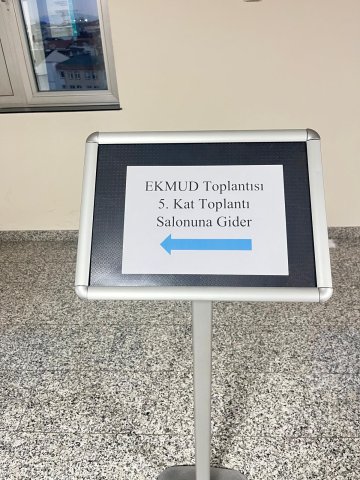 EKMUD Toplantısı
5. Kat Toplantı
Salonuna Gider